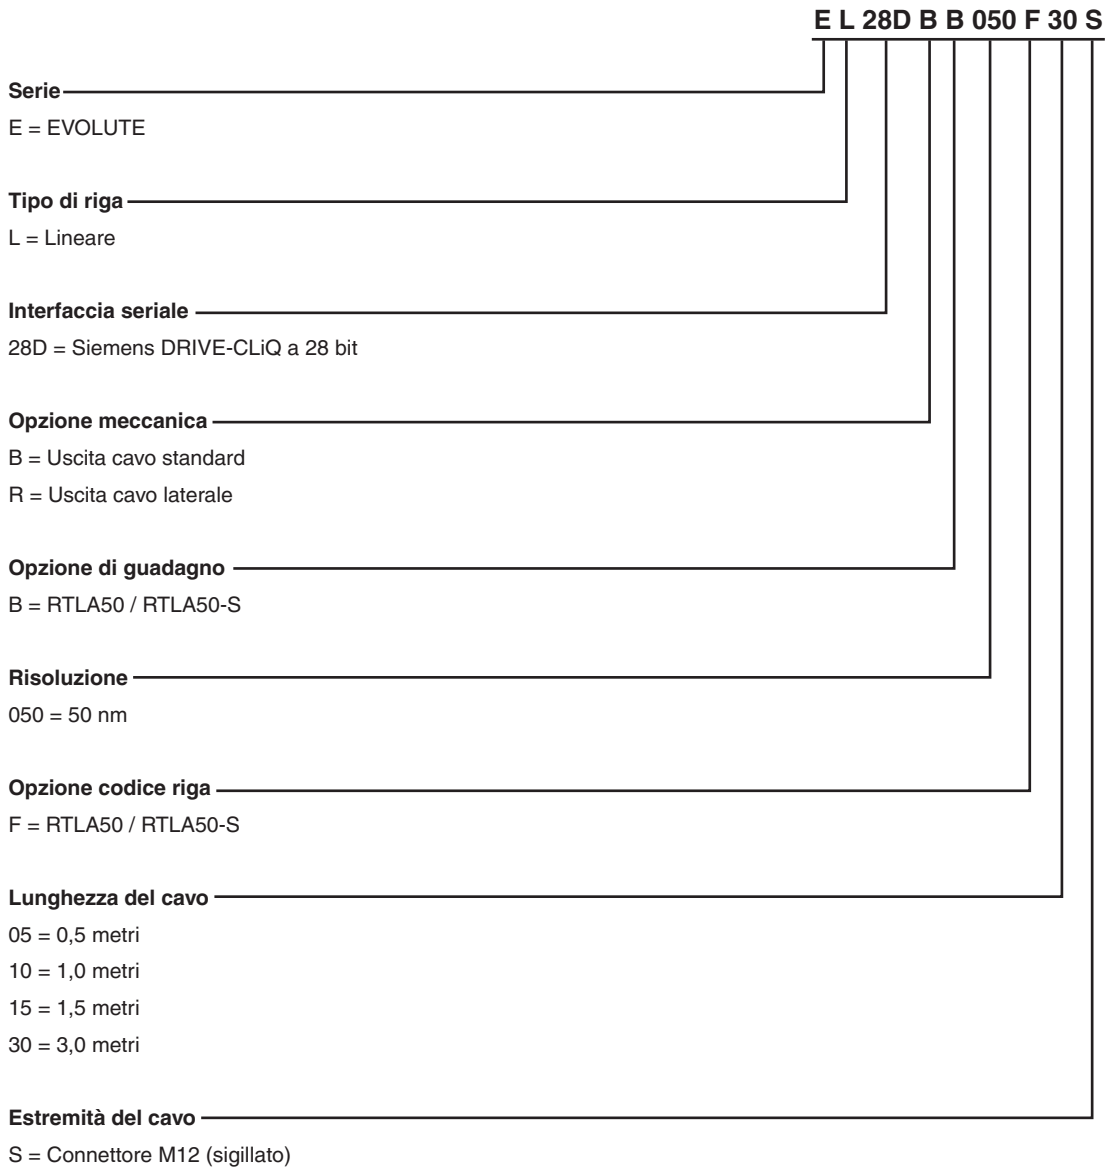 E L 28D B B 050 F 30 S
Serie
E = EVOLUTE
Tipo di riga
L = Lineare
Interfaccia seriale
28D = Siemens DRIVE-CLiQ a 28 bit
Opzione meccanica
B = Uscita cavo standard
R = Uscita cavo laterale
Opzione di guadagno
B = RTLA50 / RTLA50-S
Risoluzione
050 = 50 nm
Opzione codice riga
F = RTLA50 / RTLA50-S
Lunghezza del cavo
05 = 0,5 metri
10 = 1,0 metri
15 = 1,5 metri
30 = 3,0 metri
Estremità del cavo
S = Connettore M12 (sigillato)